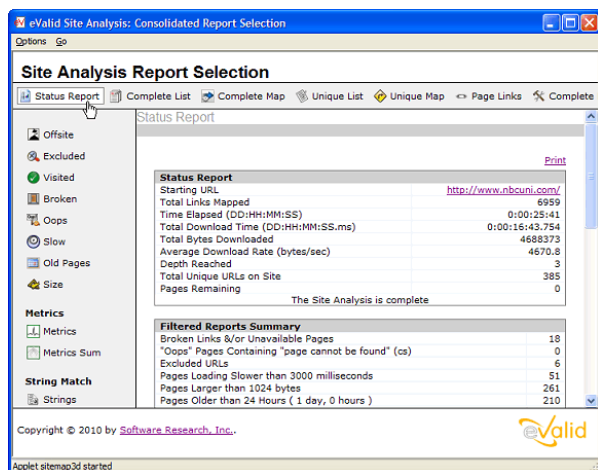 eValid Site Analysis: Consolidated Report Selection
Options Go
Site Analysis Report Selection
Status Report Complete List Complete Map Unique List Unique Map Page Links Complete
Offsite
Excluded
Visited
Broken
Oops
Slow
Old Pages
Size
Metrics
Metrics
Metrics Sum
String Match
Strings
Status Report
Print
Status Report
Starting URL http://www.nbcuni.com/
Total Links Mapped 6959
Time Elapsed (DD:HH:MM:SS) 0:00:25:41
Total Download Time (DD:HH:MM:SS.ms) 0:00:16:43.754
Total Bytes Downloaded 4688373
Average Download Rate (bytes/sec) 4670.8
Depth Reached 3
Total Unique URLs on Site 385
Pages Remaining 0
The Site Analysis is complete
Filtered Reports Summary
Broken Links &/or Unavailable Pages 18
"Oops" Pages Containing "page cannot be found" (cs) 0
Excluded URLs 6
Pages Loading Slower than 3000 milliseconds 51
Pages Larger than 1024 bytes 261
Pages Older than 24 Hours ( 1 day, 0 hours ) 210
Copyright © 2010 by Software Research, Inc..
eValid
Applet sitemap3d started